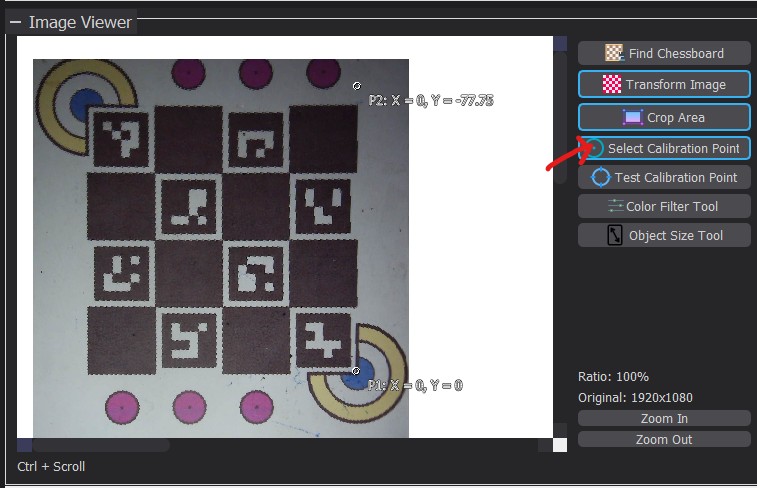 Image Viewer
Find Chessboard
Transform Image
P2: X = 0, Y = -77.75
Crop Area
Select Calibration Point
Test Calibration Point
Color Filter Tool
Object Size Tool
Ratio: 100%
P1: X = 0, Y = 0
Original: 1920x1080
Zoom In
Zoom Out
Ctrl + Scroll